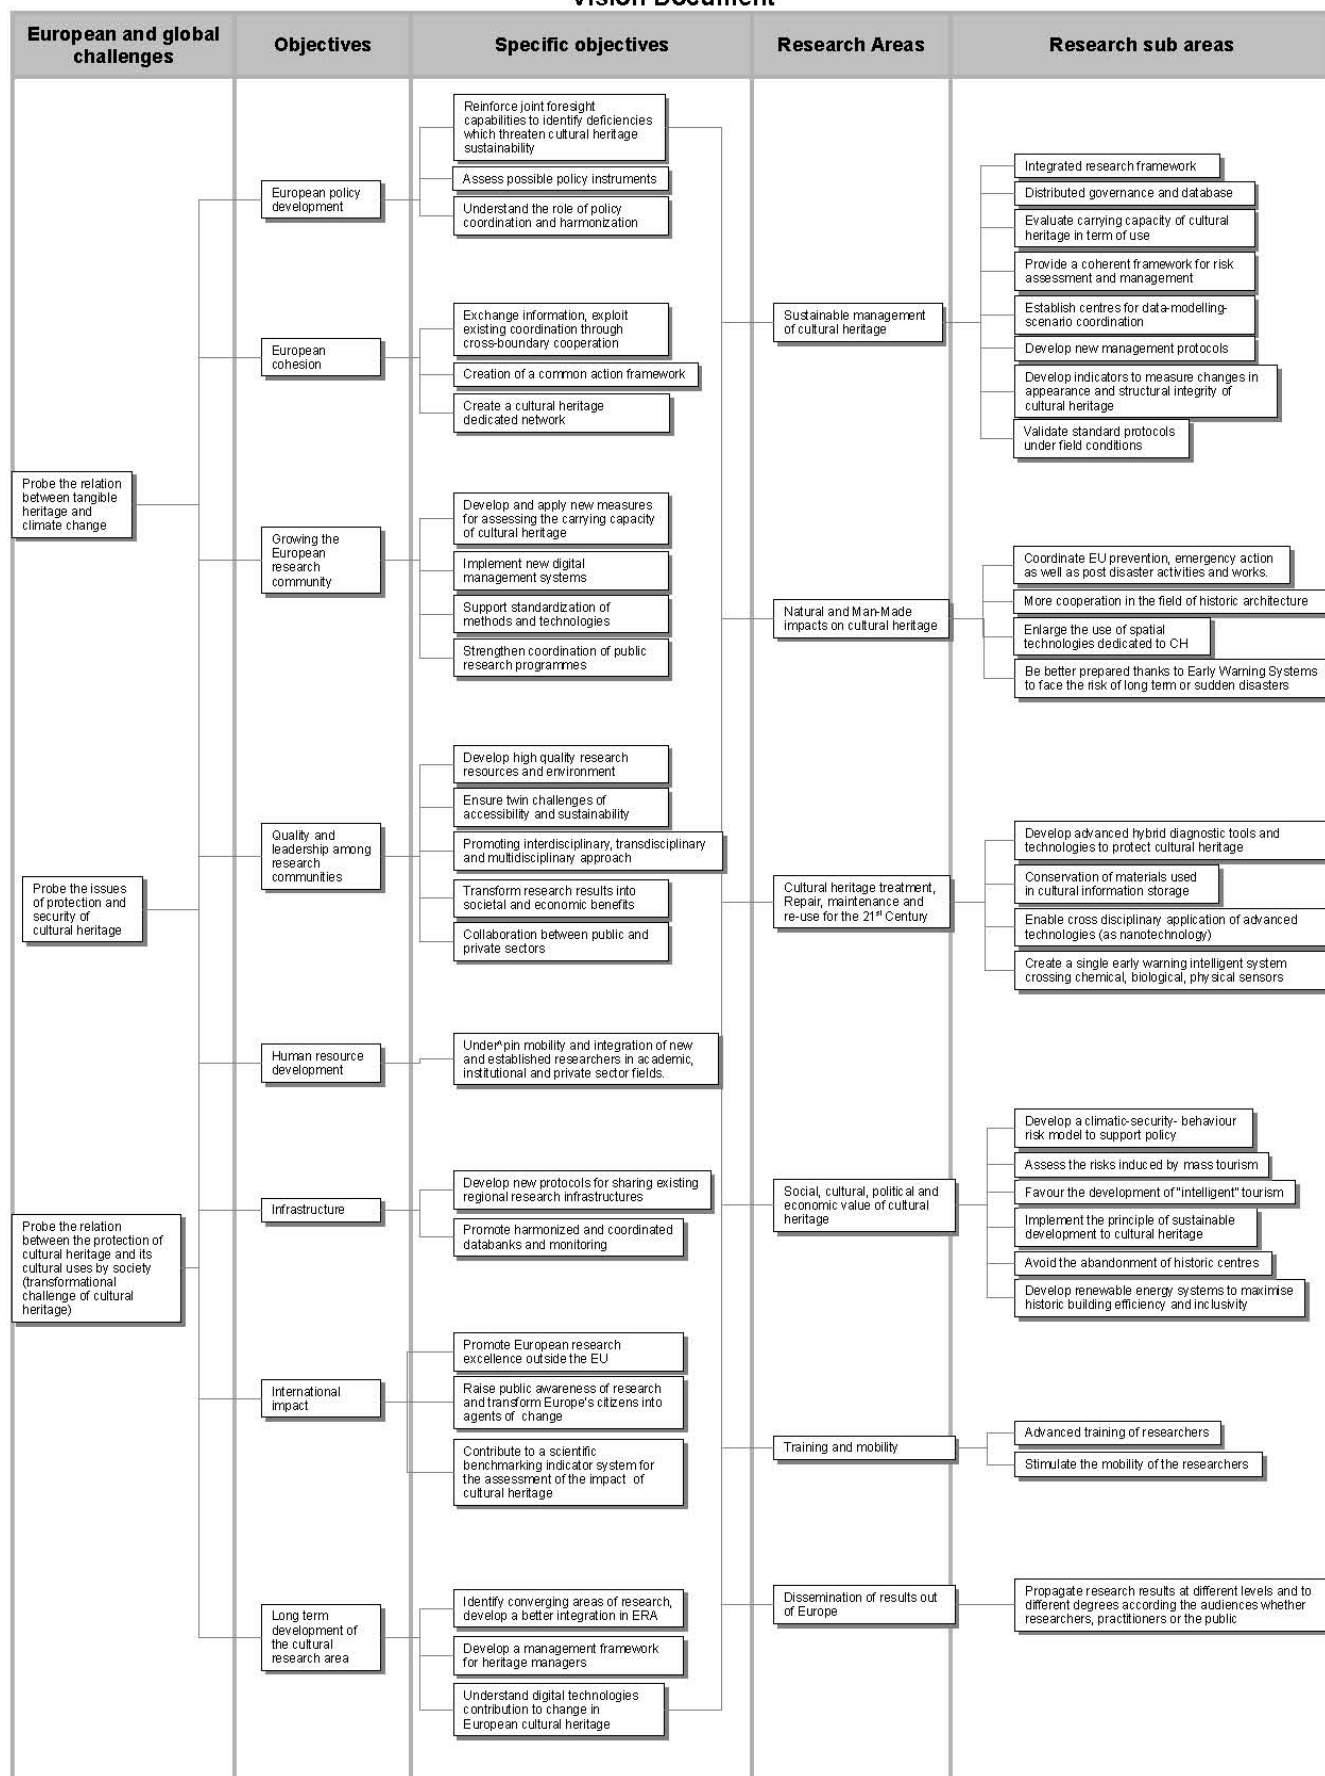 Vision Document
European and global
challenges
Objectives
Specific objectives
Research Areas
Research sub areas
Probe the relation
between tangible
heritage and
climate change
Probe the issues
of protection and
security of
cultural heritage
Probe the relation
between the protection of
cultural heritage and its
cultural uses by society
(transformational
challenge of cultural
heritage)
European policy
development
European
cohesion
Growing the
European
research
community
Quality and
leadership among
research
communities
Human resource
development
Infrastructure
International
impact
Long term
development of
the cultural
research area
Reinforce joint foresight
capabilities to identify deficiencies
which threaten cultural heritage
sustainability
Assess possible policy instruments
Understand the role of policy
coordination and harmonization
Exchange information, exploit
existing coordination through
cross-boundary cooperation
Creation of a common action framework
Create a cultural heritage
dedicated network
Develop and apply new measures
for assessing the carrying capacity
of cultural heritage
Implement new digital
management systems
Support standardization of
methods and technologies
Strengthen coordination of public
research programmes
Develop high quality research
resources and environment
Ensure twin challenges of
accessibility and sustainability
Promoting interdisciplinary, transdisciplinary
and multidisciplinary approach
Transform research results into
societal and economic benefits
Collaboration between public and
private sectors
Under^pin mobility and integration of new
and established researchers in academic,
institutional and private sector fields.
Develop new protocols for sharing existing
regional research infrastructures
Promote harmonized and coordinated
databanks and monitoring
Promote European research
excellence outside the EU
Raise public awareness of research
and transform Europe's citizens into
agents of change
Contribute to a scientific
benchmarking indicator system for
the assessment of the impact of
cultural heritage
Identify converging areas of research,
develop a better integration in ERA
Develop a management framework
for heritage managers
Understand digital technologies
contribution to change in
European cultural heritage
Sustainable management
of cultural heritage
Natural and Man-Made
impacts on cultural heritage
Cultural heritage treatment,
Repair, maintenance and
re-use for the 21st Century
Social, cultural, political and
economic value of cultural
heritage
Training and mobility
Dissemination of results out
of Europe
Integrated research framework
Distributed governance and database
Evaluate carrying capacity of cultural
heritage in term of use
Provide a coherent framework for risk
assessment and management
Establish centres for data-modelling-
scenario coordination
Develop new management protocols
Develop indicators to measure changes in
appearance and structural integrity of
cultural heritage
Validate standard protocols
under field conditions
Coordinate EU prevention, emergency action
as well as post disaster activities and works.
More cooperation in the field of historic architecture
Enlarge the use of spatial
technologies dedicated to CH
Be better prepared thanks to Early Warning Systems
to face the risk of long term or sudden disasters
Develop advanced hybrid diagnostic tools and
technologies to protect cultural heritage
Conservation of materials used
in cultural information storage
Enable cross disciplinary application of advanced
technologies (as nanotechnology)
Create a single early warning intelligent system
crossing chemical, biological, physical sensors
Develop a climatic-security- behaviour
risk model to support policy
Assess the risks induced by mass tourism
Favour the development of "intelligent" tourism
Implement the principle of sustainable
development to cultural heritage
Avoid the abandonment of historic centres
Develop renewable energy systems to maximise
historic building efficiency and inclusivity
Advanced training of researchers
Stimulate the mobility of the researchers
Propagate research results at different levels and to
different degrees according the audiences whether
researchers, practitioners or the public